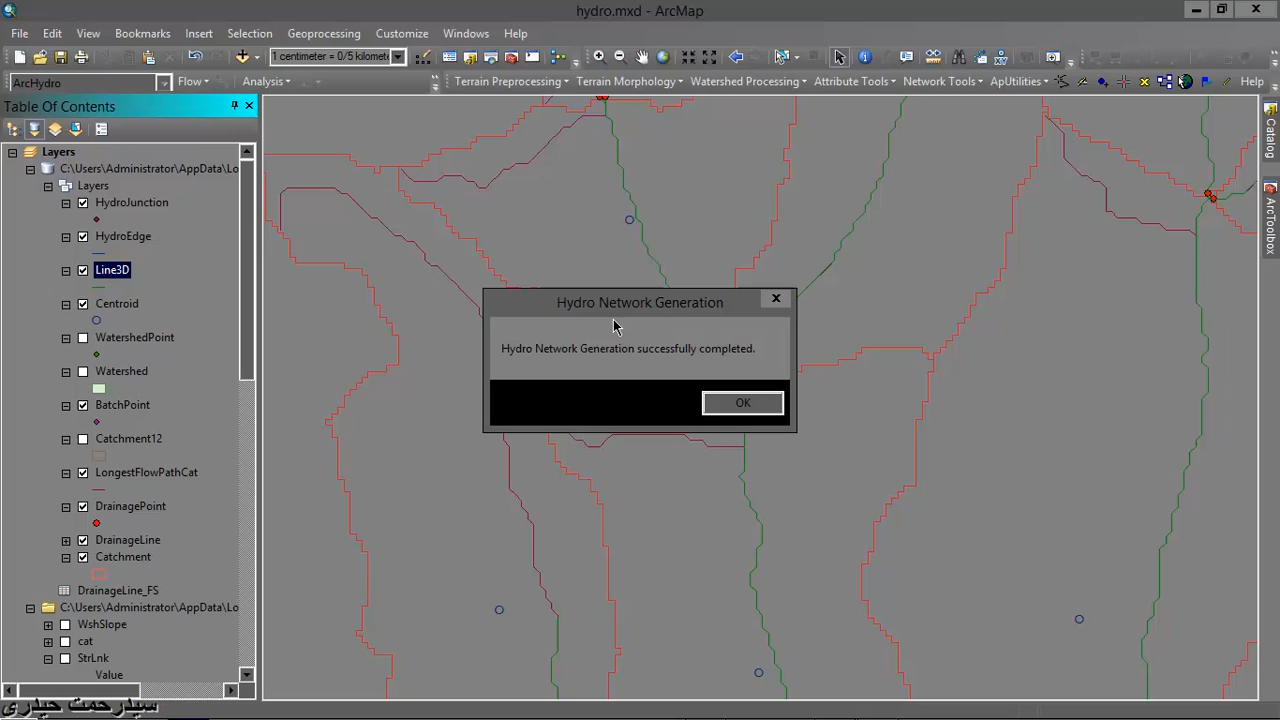 hydro.mxd - ArcMap
File Edit View Bookmarks Insert Selection Geoprocessing Customize Windows Help
1 centimeter = 0/5 kilomete
ArcHydro Flow Analysis Terrain Preprocessing Terrain Morphology Watershed Processing Attribute Tools Network Tools ApUtilities Help
Table Of Contents
Layers
C:\Users\Administrator\AppData\Lo
Layers
HydroJunction
HydroEdge
Line3D
Centroid
WatershedPoint
Watershed
BatchPoint
Catchment12
LongestFlowPathCat
DrainagePoint
DrainageLine
Catchment
DrainageLine_FS
C:\Users\Administrator\AppData\Lo
WshSlope
cat
StrLnk
Value
Hydro Network Generation
Hydro Network Generation successfully completed.
OK
Catalog
ArcToolbox
سیدرحمت حیدری